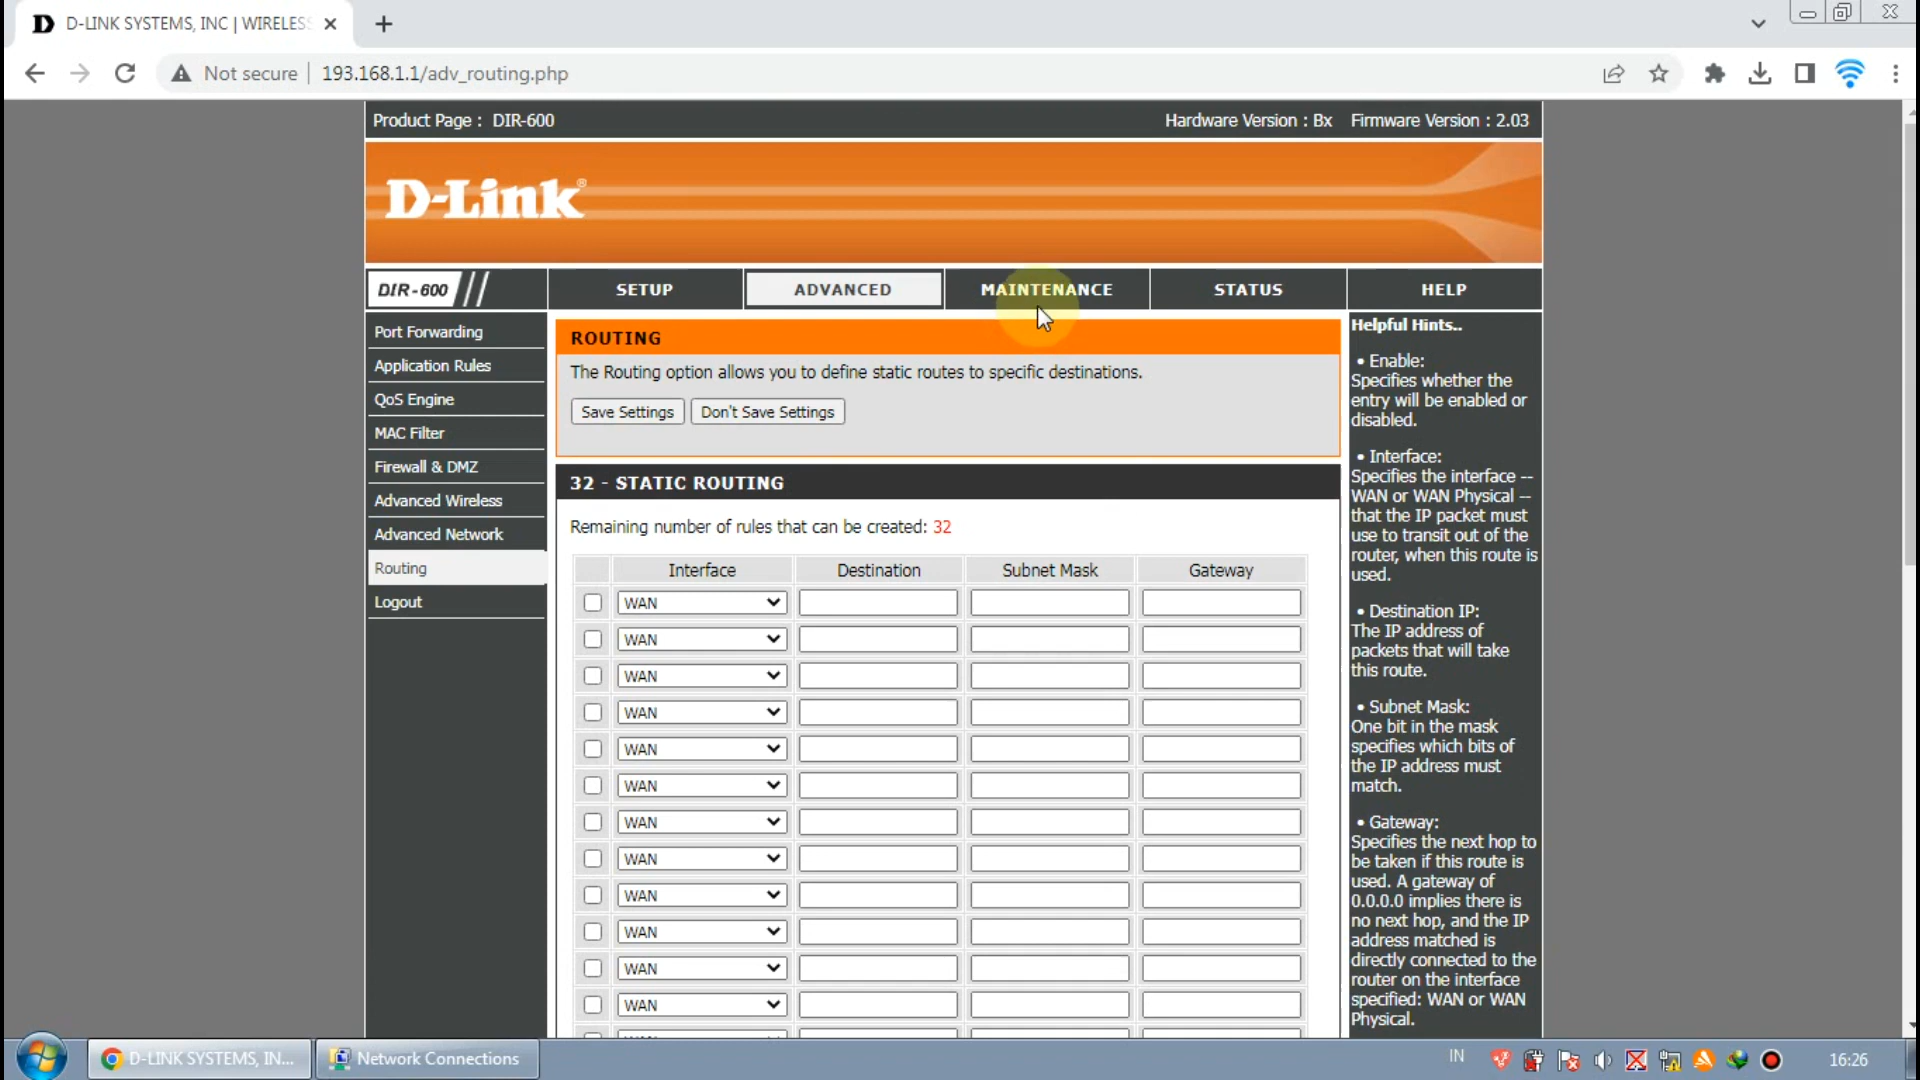 D-LINK SYSTEMS, INC | WIRELESS
Not secure
193.168.1.1/adv_routing.php
Product Page : DIR-600
Hardware Version : Bx Firmware Version : 2.03
D-Link®
DIR-600
SETUP
ADVANCED
MAINTENANCE
STATUS
HELP
Port Forwarding
Application Rules
QoS Engine
MAC Filter
Firewall & DMZ
Advanced Wireless
Advanced Network
Routing
Logout
ROUTING
The Routing option allows you to define static routes to specific destinations.
Save Settings Don't Save Settings
32 - STATIC ROUTING
Remaining number of rules that can be created: 32
Interface Destination Subnet Mask Gateway
WAN
WAN
WAN
WAN
WAN
WAN
WAN
WAN
WAN
WAN
WAN
WAN
Helpful Hints..
• Enable:
Specifies whether the
entry will be enabled or
disabled.
• Interface:
Specifies the interface --
WAN or WAN Physical --
that the IP packet must
use to transit out of the
router, when this route is
used.
• Destination IP:
The IP address of
packets that will take
this route.
• Subnet Mask:
One bit in the mask
specifies which bits of
the IP address must
match.
• Gateway:
Specifies the next hop to
be taken if this route is
used. A gateway of
0.0.0.0 implies there is
no next hop, and the IP
address matched is
directly connected to the
router on the interface
specified: WAN or WAN
Physical.
D-LINK SYSTEMS, IN...
Network Connections
IN
16:26